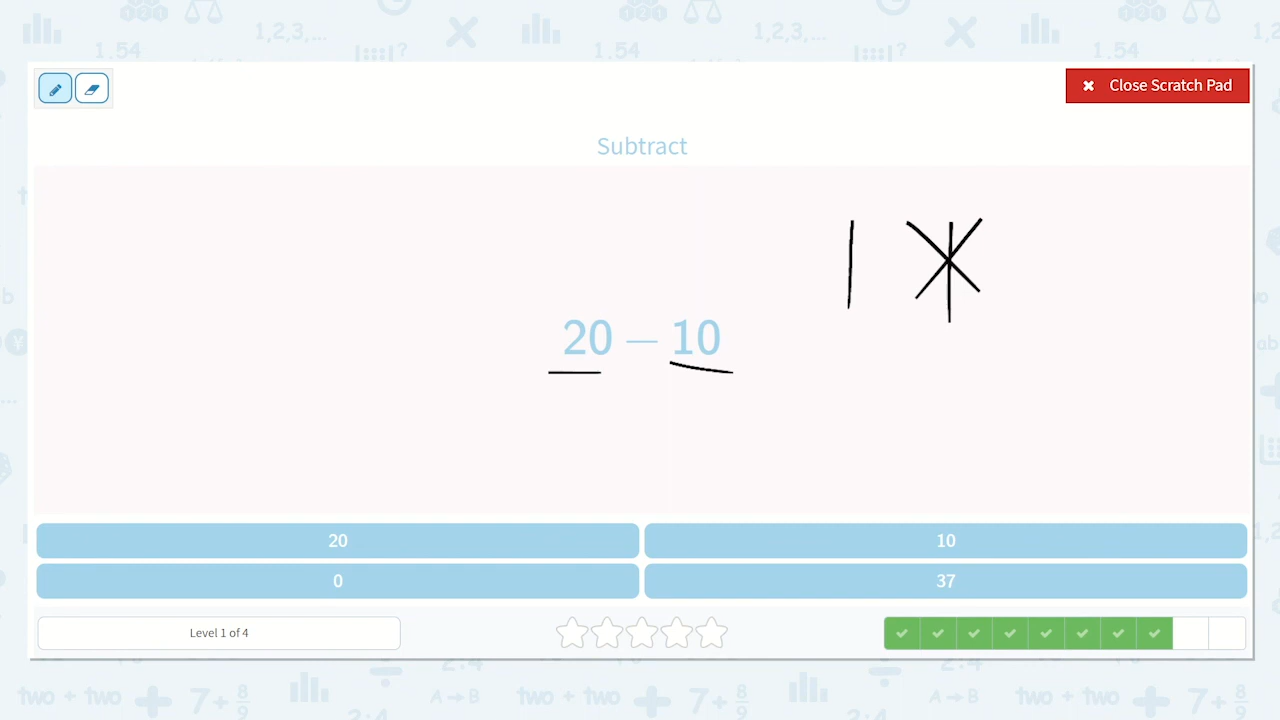 Close Scratch Pad
Subtract
20 — 10
20
10
0
37
Level 1 of 4